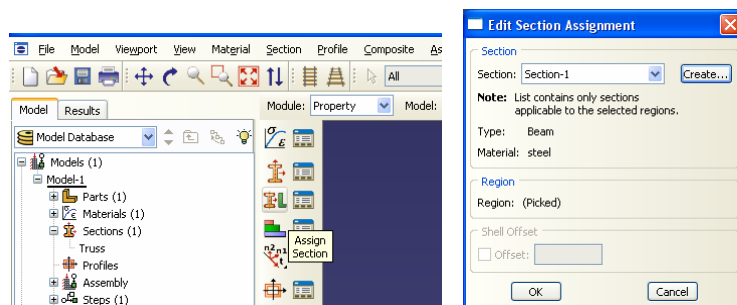 File Model Viewport View Material Section Profile Composite As
All
Model Results
Module: Property Model:
Model Database
Models (1)
Model-1
Parts (1)
Materials (1)
Sections (1)
Truss
Profiles
Assembly
Steps (1)
σ ε
Assign
Section
n2 n1
t
Edit Section Assignment
Section
Section: Section-1 Create...
Note: List contains only sections
applicable to the selected regions.
Type: Beam
Material: steel
Region
Region: (Picked)
Shell Offset
Offset:
OK Cancel